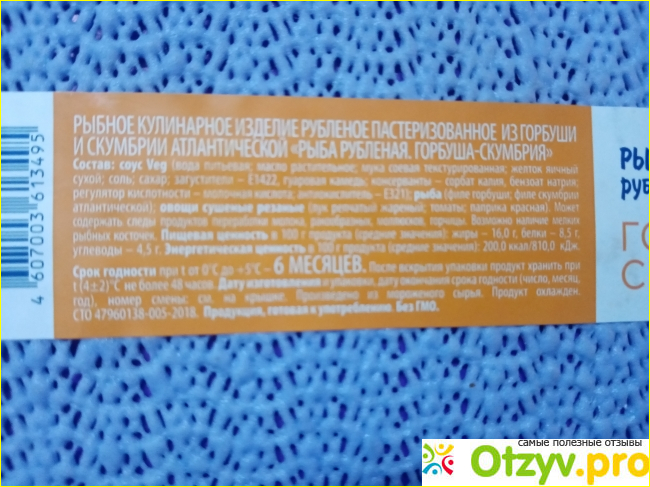 РЫБНОЕ КУЛИНАРНОЕ ИЗДЕЛИЕ РУБЛЕНОЕ ПАСТЕРИЗОВАННОЕ ИЗ ГОРБУШИ
И СКУМБРИИ АТЛАНТИЧЕСКОЙ «РЫБА РУБЛЕНАЯ. ГОРБУША-СКУМБРИЯ»
Состав: соус Veg (вода питьевая; масло растительное; мука соевая текстурированная; желток яичный
сухой; соль; сахар; загустители – Е1422, гуаровая камедь; консерванты – сорбат калия, бензоат натрия;
регулятор кислотности – молочная кислота; антиокислитель – Е321); рыба (филе горбуши; филе скумбрии
атлантической); овощи сушеные резаные (лук репчатый жареный; томаты; паприка красная). Может
содержать следы продуктов переработки злаков, ракообразных, моллюсков, горчицы. Возможно наличие мелких
рыбных косточек. Пищевая ценность в 100 г продукта (средние значения): жиры – 16,0 г, белки – 8,5 г,
углеводы – 4,5 г. Энергетическая ценность в 100 г продукта (средние значения): 200,0 ккал/810,0 кДж.
Срок годности при t от 0°C до +5°C – 6 МЕСЯЦЕВ. После вскрытия упаковки продукт хранить при
t (4±2)°C не более 48 часов. Дату изготовления и упаковки, дату окончания срока годности (число, месяц,
год), номер смены: см. на крышке. Произведено из мороженого сырья. Продукт охлажден.
СТО 47960138-005-2018. Продукция, готовая к употреблению. Без ГМО.
4 607003 613495
РЫ
РУБ
ГО
С
самые полезные отзывы
Otzyv.pro